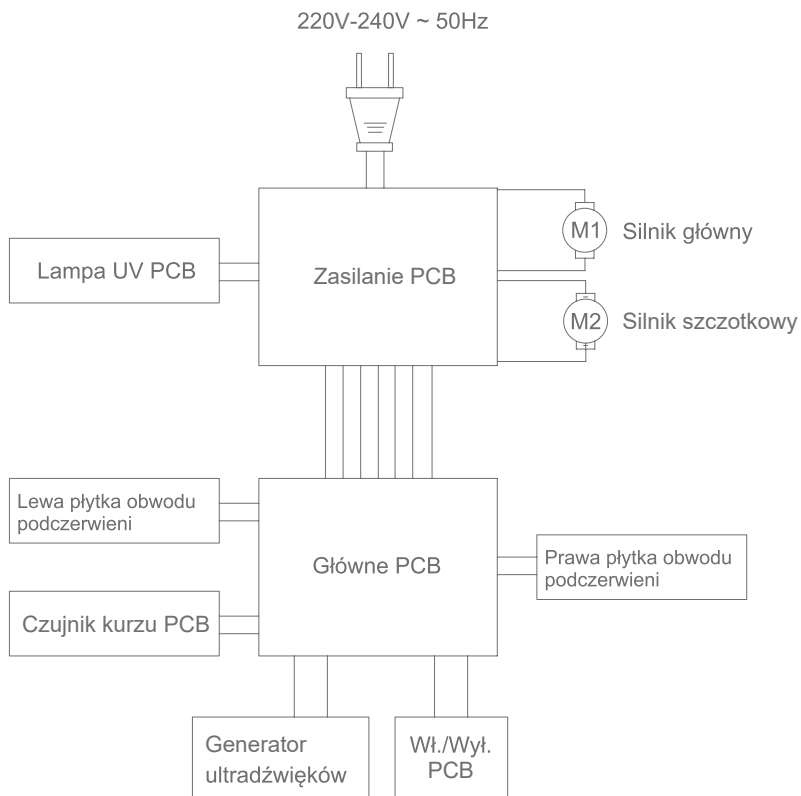 220V-240V ~ 50Hz
M1
Silnik główny
Lampa UV PCB
Zasilanie PCB
M2
Silnik szczotkowy
Lewa płytka obwodu
podczerwieni
Główne PCB
Prawa płytka obwodu
podczerwieni
Czujnik kurzu PCB
Generator
ultradźwięków
Wł./Wył.
PCB